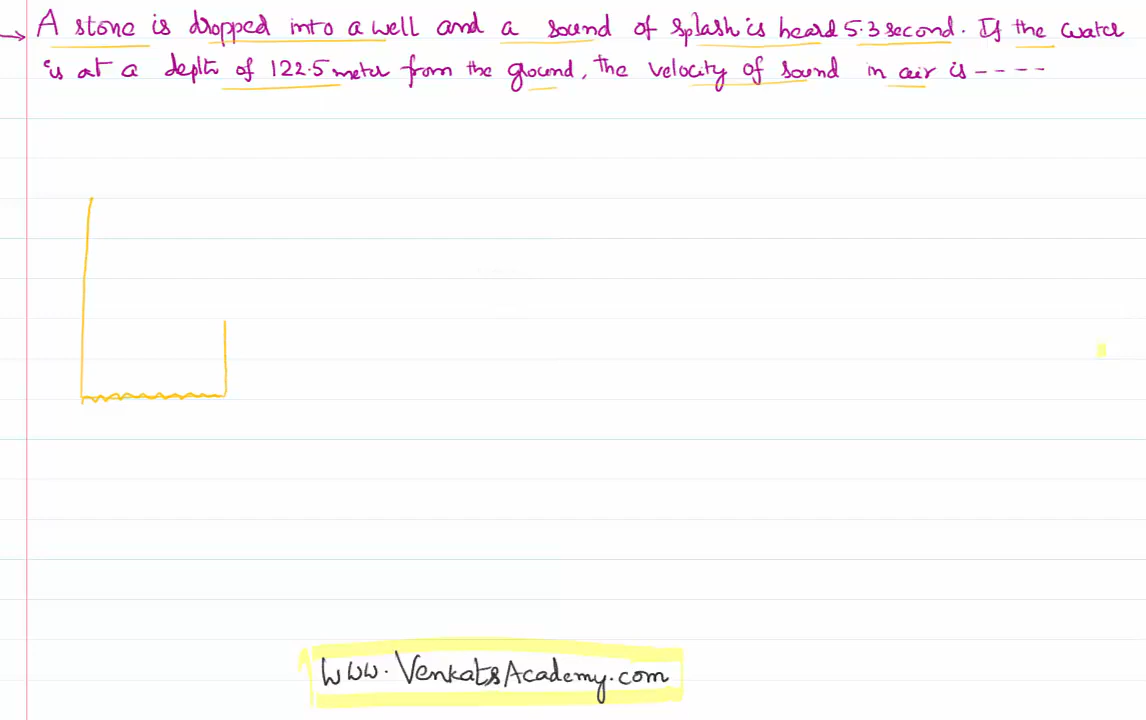 → A stone is dropped into a well and a sound of splash is heard 5.3 second. If the water
is at a depth of 122.5 meter from the ground, the velocity of sound in air is ----
www.VenkatsAcademy.com